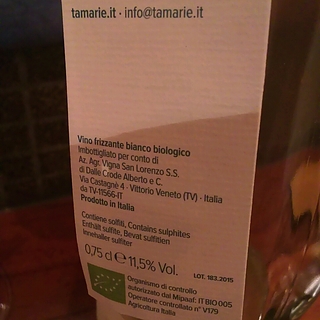 tamarie.it · info@tamarie.it
Vino frizzante bianco biologico
Imbottigliato per conto di
Az. Agr. Vigna San Lorenzo S.S.
di Dalle Crode Alberto e C.
Via Castagnè 4 · Vittorio Veneto (TV) · Italia
da TV-11566-IT
Prodotto in Italia
Contiene solfiti, Contains sulphites
Enthält sulfite, Bevat sulfitien
Inneballer sulfiter
0,75 cl e 11,5% Vol. LOT. 183.2015
Organismo di controllo
autorizzato dal Mipaaf: IT BIO 005
Operatore controllato n° V179
Agricoltura Italia